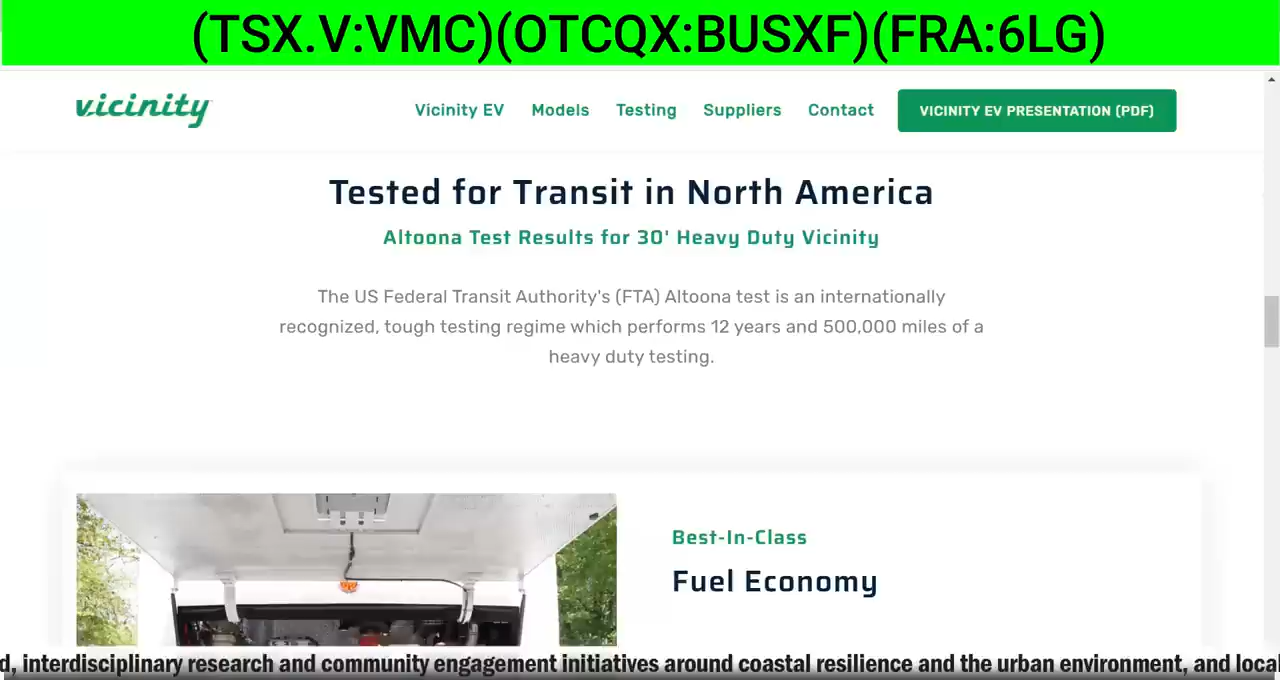 (TSX.V:VMC)(OTCQX:BUSXF)(FRA:6LG)
vicinity
Vicinity EV Models Testing Suppliers Contact VICINITY EV PRESENTATION (PDF)
Tested for Transit in North America
Altoona Test Results for 30' Heavy Duty Vicinity
The US Federal Transit Authority's (FTA) Altoona test is an internationally
recognized, tough testing regime which performs 12 years and 500,000 miles of a
heavy duty testing.
Best-In-Class
Fuel Economy
d, interdisciplinary research and community engagement initiatives around coastal resilience and the urban environment, and local